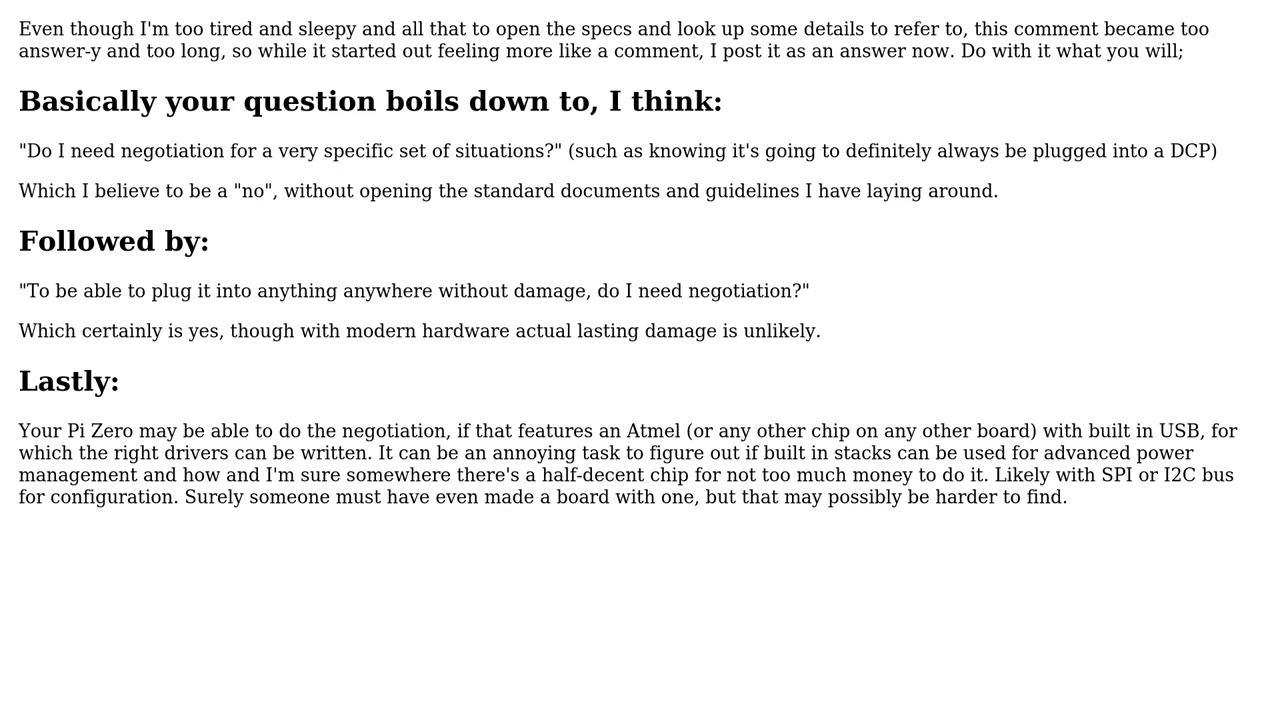 Even though I'm too tired and sleepy and all that to open the specs and look up some details to refer to, this comment became too
answer-y and too long, so while it started out feeling more like a comment, I post it as an answer now. Do with it what you will;
Basically your question boils down to, I think:
"Do I need negotiation for a very specific set of situations?" (such as knowing it's going to definitely always be plugged into a DCP)
Which I believe to be a "no", without opening the standard documents and guidelines I have laying around.
Followed by:
"To be able to plug it into anything anywhere without damage, do I need negotiation?"
Which certainly is yes, though with modern hardware actual lasting damage is unlikely.
Lastly:
Your Pi Zero may be able to do the negotiation, if that features an Atmel (or any other chip on any other board) with built in USB, for
which the right drivers can be written. It can be an annoying task to figure out if built in stacks can be used for advanced power
management and how and I'm sure somewhere there's a half-decent chip for not too much money to do it. Likely with SPI or I2C bus
for configuration. Surely someone must have even made a board with one, but that may possibly be harder to find.